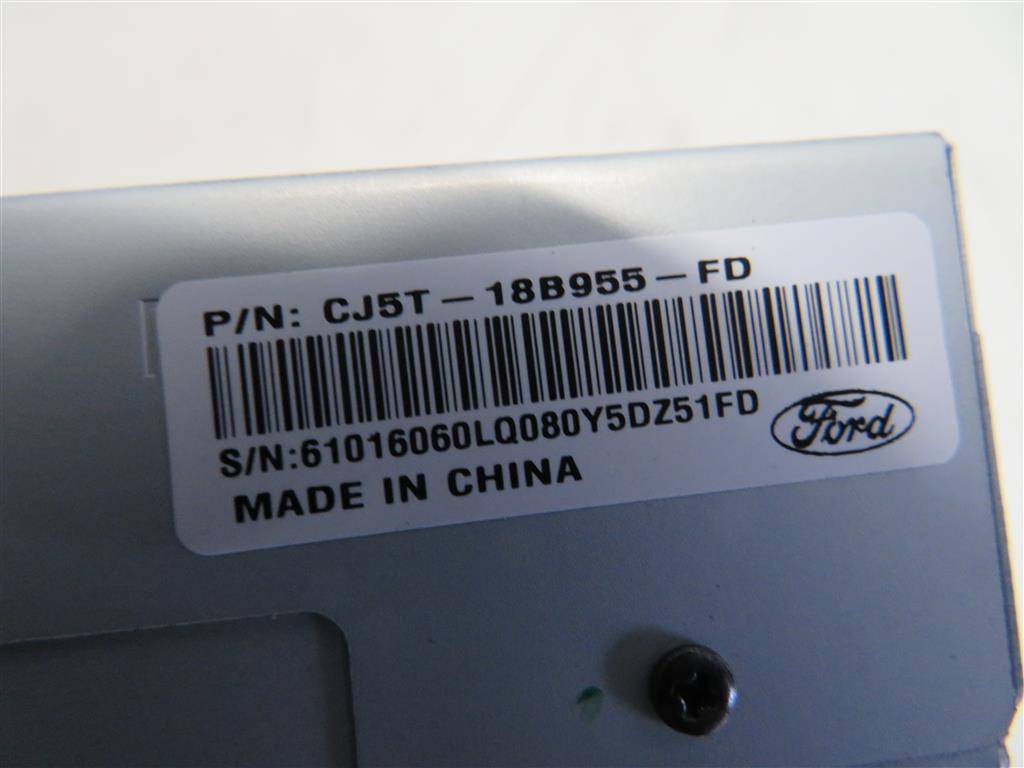 P/N: CJ5T-18B955-FD
S/N:61016060LQ080Y5DZ51FD
Ford
MADE IN CHINA